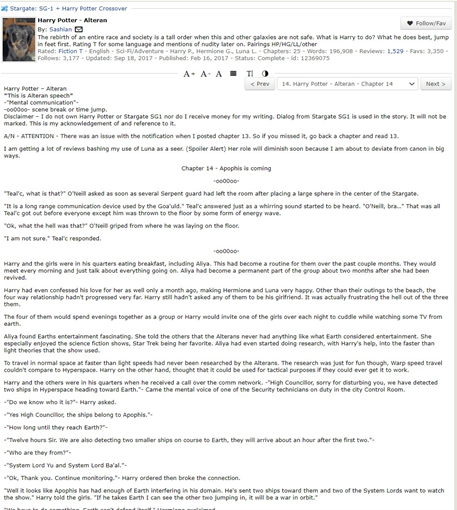 Stargate: SG-1 + Harry Potter Crossover
Harry Potter - Alteran
Follow/Fav
By: Sashian
The rebirth of an entire race and society is a tall order when this and other galaxies are not safe. What is Harry to do? What he does best, jump
in feet first. Rating T for some language and mentions of nudity later on. Pairings HP/HG/LL/other
Rated: Fiction T - English - Sci-Fi/Adventure - Harry P., Hermione G., Luna L. - Chapters: 25 - Words: 196,908 - Reviews: 1,529 - Favs: 3,350 -
Follows: 3,177 - Updated: Sep 18, 2017 - Published: Feb 16, 2017 - Status: Complete - id: 12369075
< Prev 14. Harry Potter - Alteran - Chapter 14 Next >
Harry Potter – Alteran
"This is Alteran speech"
-"Mental communication"-
-oo0Ooo- scene break or time jump.
Disclaimer – I do not own Harry Potter or Stargate SG1 nor do I receive money for my writing. Dialog from Stargate SG1 is used in the story. It will not be
marked. This is my acknowledgement of and reference to it.
A/N - ATTENTION - There was an issue with the notification when I posted chapter 13. So if you missed it, go back a chapter and read 13.
I am getting a lot of reviews bashing my use of Luna as a seer. (Spoiler Alert) Her role will diminish soon because I am about to deviate from canon in big
ways.
Chapter 14 - Apophis is coming
-oo0Ooo-
"Teal'c, what is that?" O'Neill asked as soon as several Serpent guard had left the room after placing a large sphere in the center of the Stargate.
"It is a long range communication device used by the Goa'uld." Teal'c answered just as a whirring sound started to be heard. "O'Neill, bra…" That was all
Teal'c got out before everyone except him was thrown to the floor by some form of energy wave.
"Ok, what the hell was that?" O'Neill griped from where he was laying on the floor.
"I am not sure." Teal'c responded.
-oo0Ooo-
Harry and the girls were in his quarters eating breakfast, including Aliya. This had become a routine for them over the past couple months. They would
meet every morning and just talk about everything going on. Aliya had become a permanent part of the group about two months after she had been
revived.
Harry had even confessed his love for her as well only a month ago, making Hermione and Luna very happy. Other than their outings to the beach, the
four way relationship hadn't progressed very far. Harry still hadn't asked any of them to be his girlfriend. It was actually frustrating the hell out of the three
them.
The four of them would spend evenings together as a group or Harry would invite one of the girls over each night to cuddle while watching some TV from
earth.
Aliya found Earths entertainment fascinating. She told the others that the Alterans never had anything like what Earth considered entertainment. She
especially enjoyed the science fiction shows, Star Trek being her favorite. Aliya had even started doing research, with Harry's help, into the faster than
light theories that the show used.
To travel in normal space at faster than light speeds had never been researched by the Alterans. The research was just for fun though, Warp speed travel
couldn't compare to Hyperspace. Harry on the other hand, thought that it could be used for tactical purposes if they could ever get it to work.
Harry and the others were in his quarters when he received a call over the comm network. -"High Councillor, sorry for disturbing you, we have detected
two ships in Hyperspace heading toward Earth."- Came the mental voice of one of the Security technicians on duty in the city Control Room.
-"Do we know who it is"?- Harry asked.
-"Yes High Councillor, the ships belong to Apophis."-
-"How long until they reach Earth?"-
-"Twelve hours Sir. We are also detecting two smaller ships on course to Earth, they will arrive about an hour after the first two."-
-"Who are they from?"-
-"System Lord Yu and System Lord Ba'al."-
-"Ok, Thank you. Continue monitoring."- Harry ordered then broke the connection.
"Well it looks like Apophis has had enough of Earth interfering in his domain. He's sent two ships toward them and two of the System Lords want to watch
the show." Harry told the girls. "If he takes Earth I can see the other two jumping in, it will be a war in orbit."